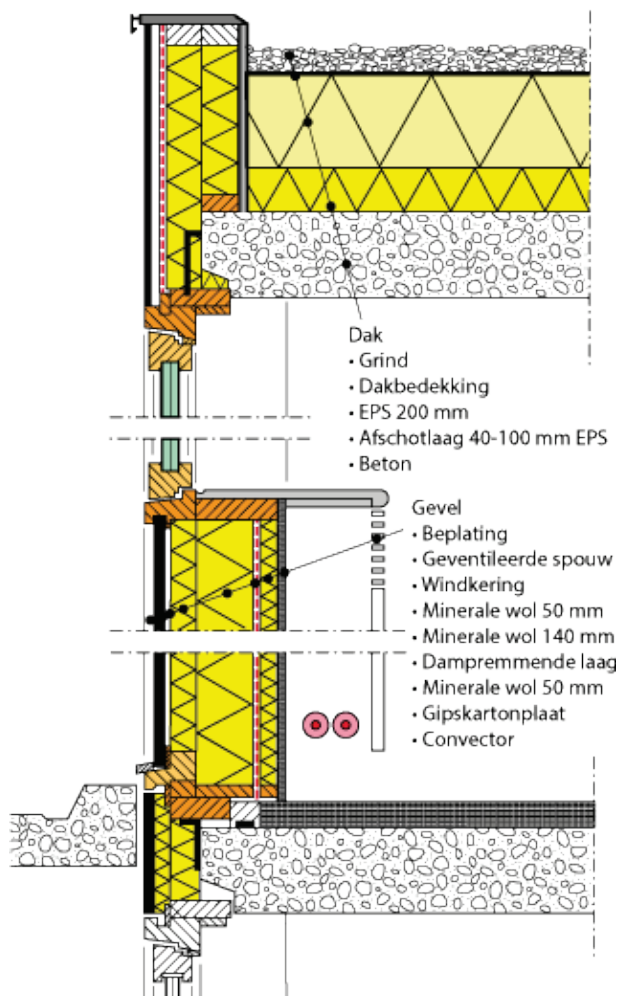 Dak
• Grind
• Dakbedekking
• EPS 200 mm
• Afschotlaag 40-100 mm EPS
• Beton
Gevel
• Beplating
• Geventileerde spouw
• Windkering
• Minerale wol 50 mm
• Minerale wol 140 mm
• Dampremmende laag
• Minerale wol 50 mm
• Gipskartonplaat
• Convector